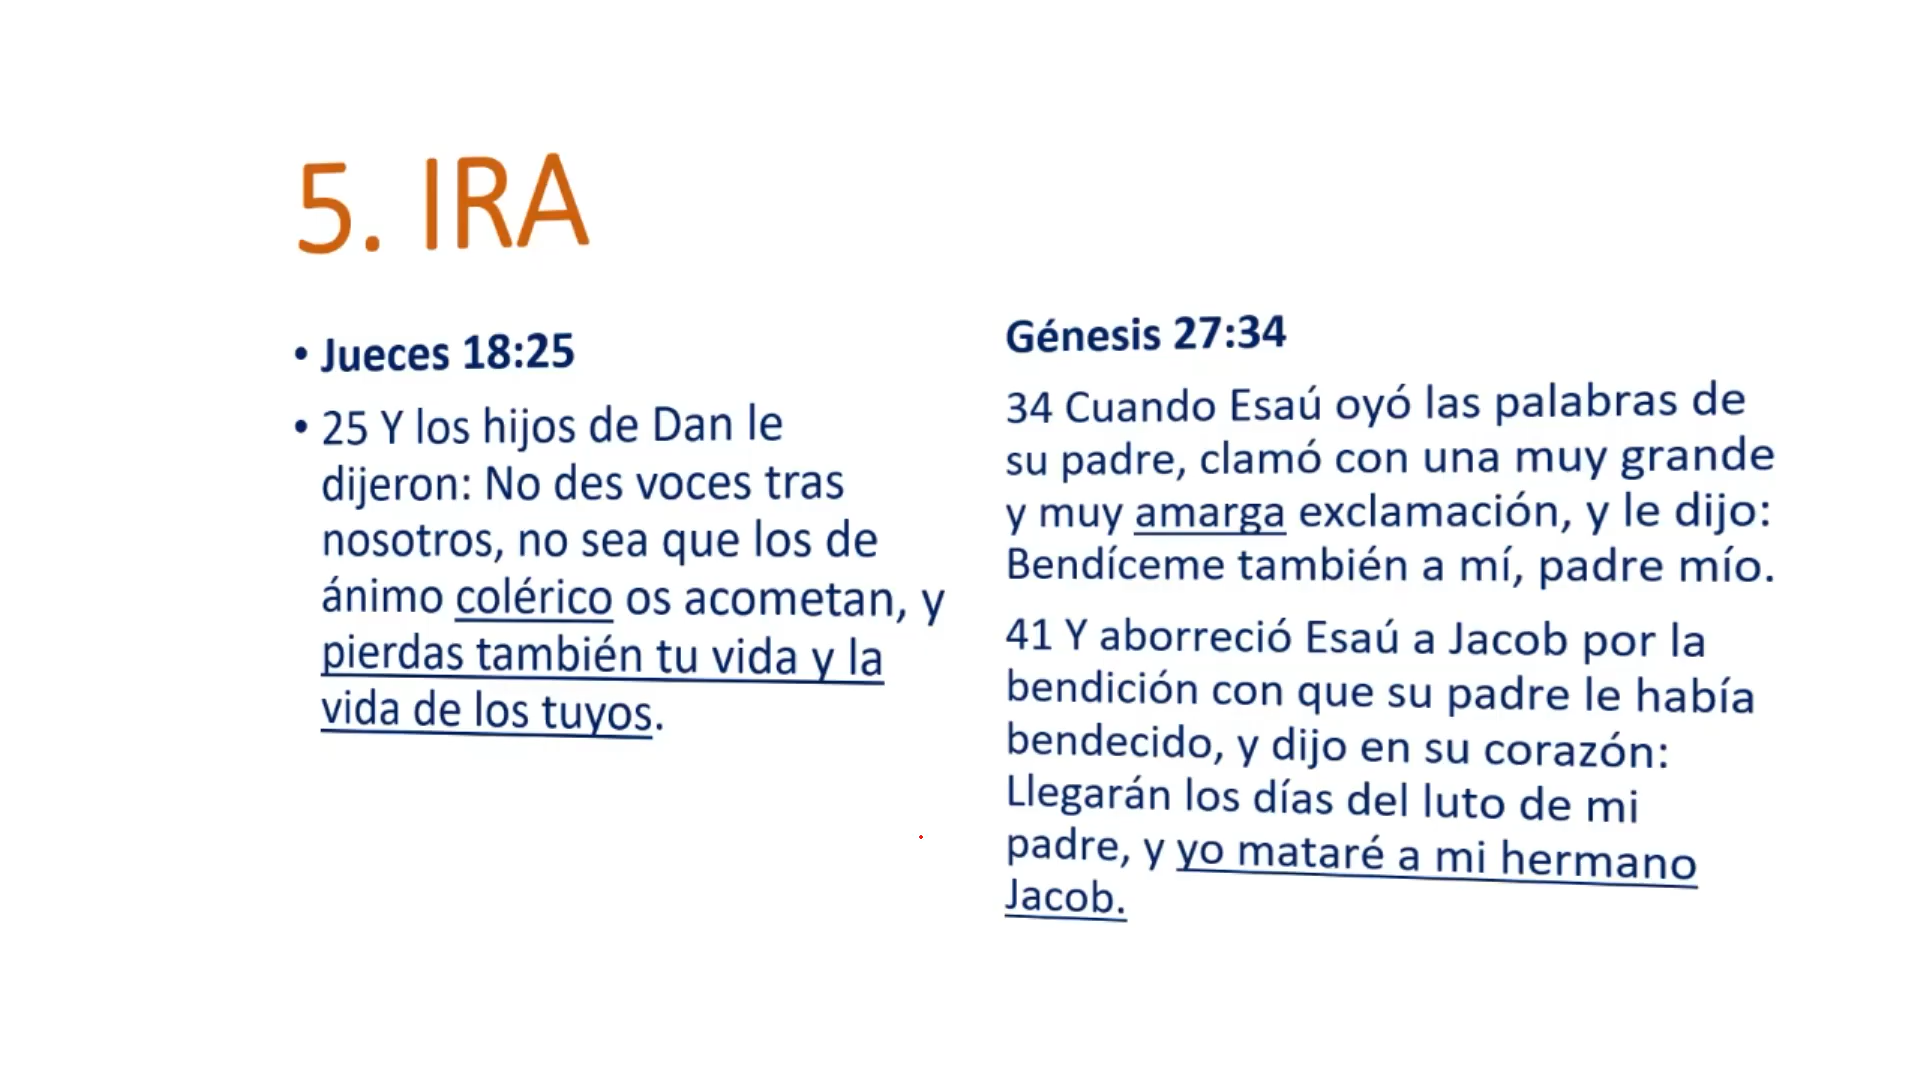 5. IRA
• Jueces 18:25
• 25 Y los hijos de Dan le
dijeron: No des voces tras
nosotros, no sea que los de
ánimo colérico os acometan, y
pierdas también tu vida y la
vida de los tuyos.
Génesis 27:34
34 Cuando Esaú oyó las palabras de
su padre, clamó con una muy grande
y muy amarga exclamación, y le dijo:
Bendíceme también a mí, padre mío.
41 Y aborreció Esaú a Jacob por la
bendición con que su padre le había
bendecido, y dijo en su corazón:
Llegarán los días del luto de mi
padre, y yo mataré a mi hermano
Jacob.